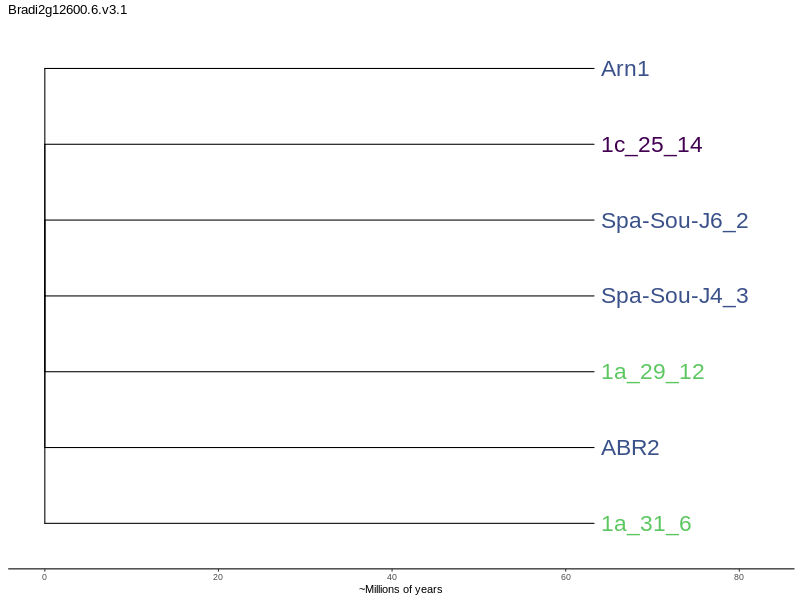 Bradi2g12600.6.v3.1
Arn1
1c_25_14
Spa-Sou-J6_2
Spa-Sou-J4_3
1a_29_12
ABR2
1a_31_6
0 20 40 60 80
~Millions of years